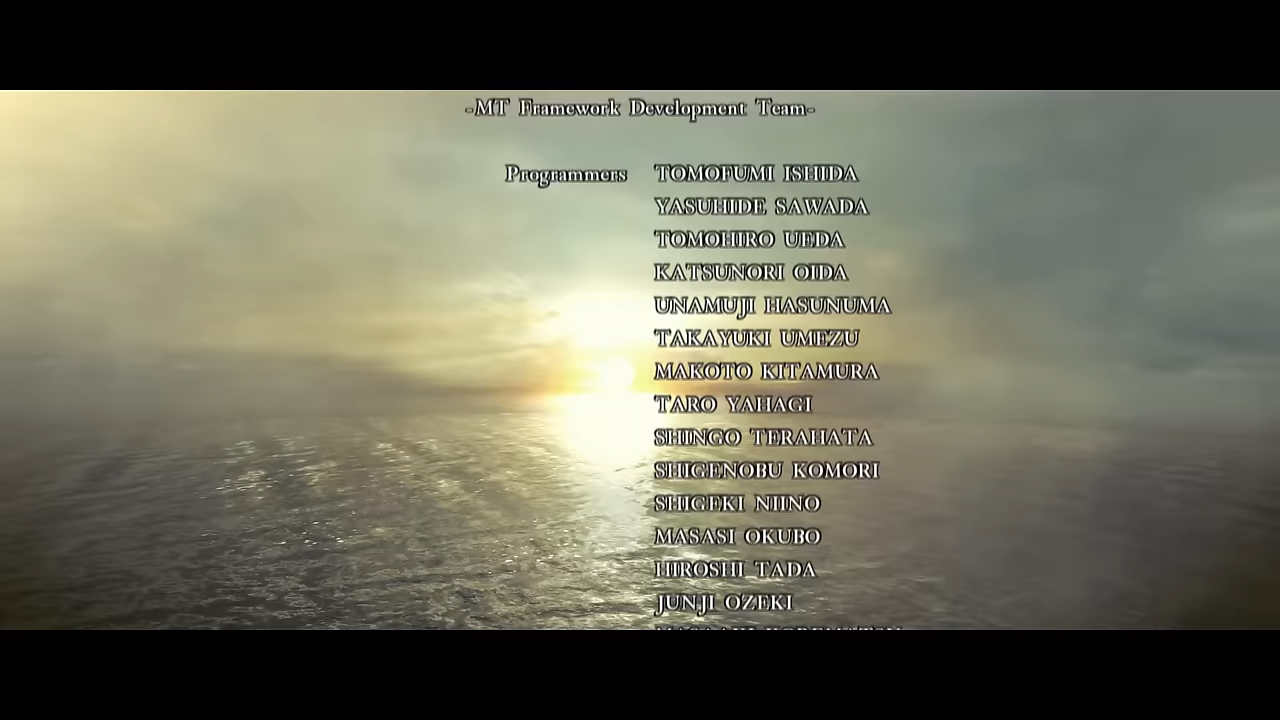 -MT Framework Development Team-
Programmers TOMOFUMI ISHIDA
YASUHIDE SAWADA
TOMOHIRO UEDA
KATSUNORI OIDA
UNAMUJI HASUNUMA
TAKAYUKI UMEZU
MAKOTO KITAMURA
TARO YAHAGI
SHINGO TERAHATA
SHIGENOBU KOMORI
SHIGEKI NIINO
MASASI OKUBO
HIROSHI TADA
JUNJI OZEKI